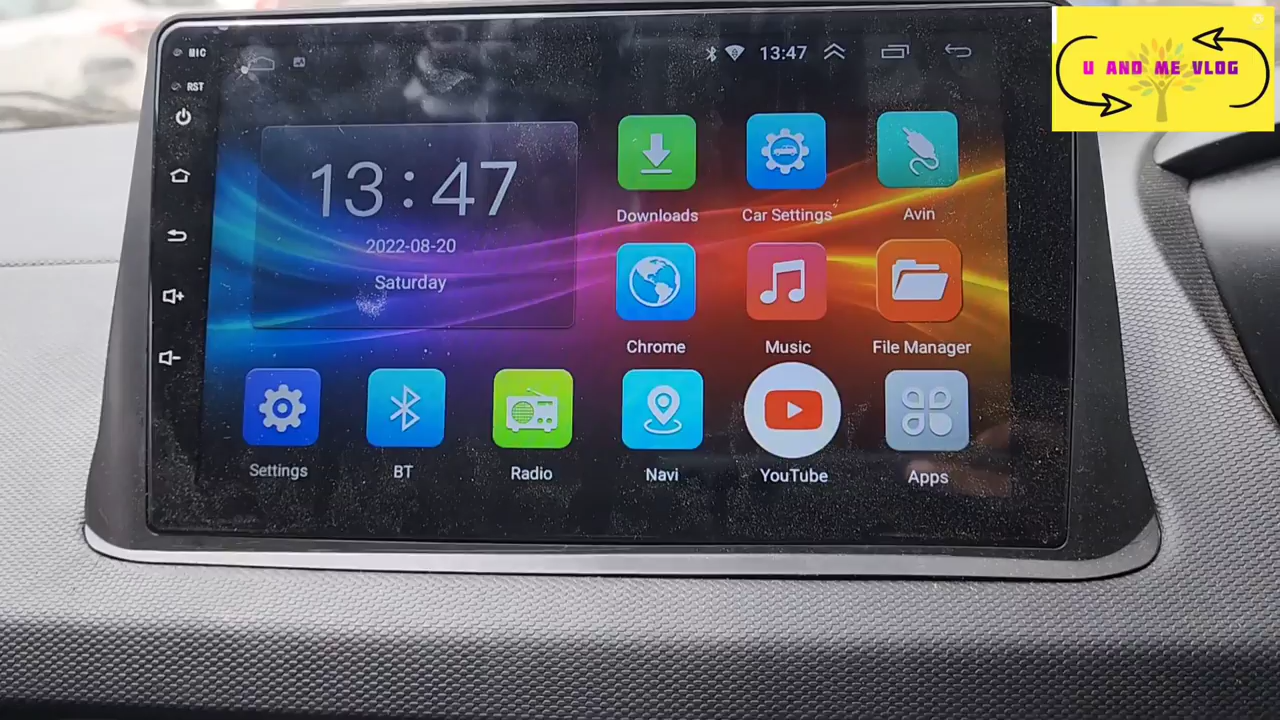 MIC
RST
13:47
U AND ME VLOG
13:47
2022-08-20
Saturday
Downloads
Car Settings
Avin
Chrome
Music
File Manager
Settings
BT
Radio
Navi
YouTube
Apps